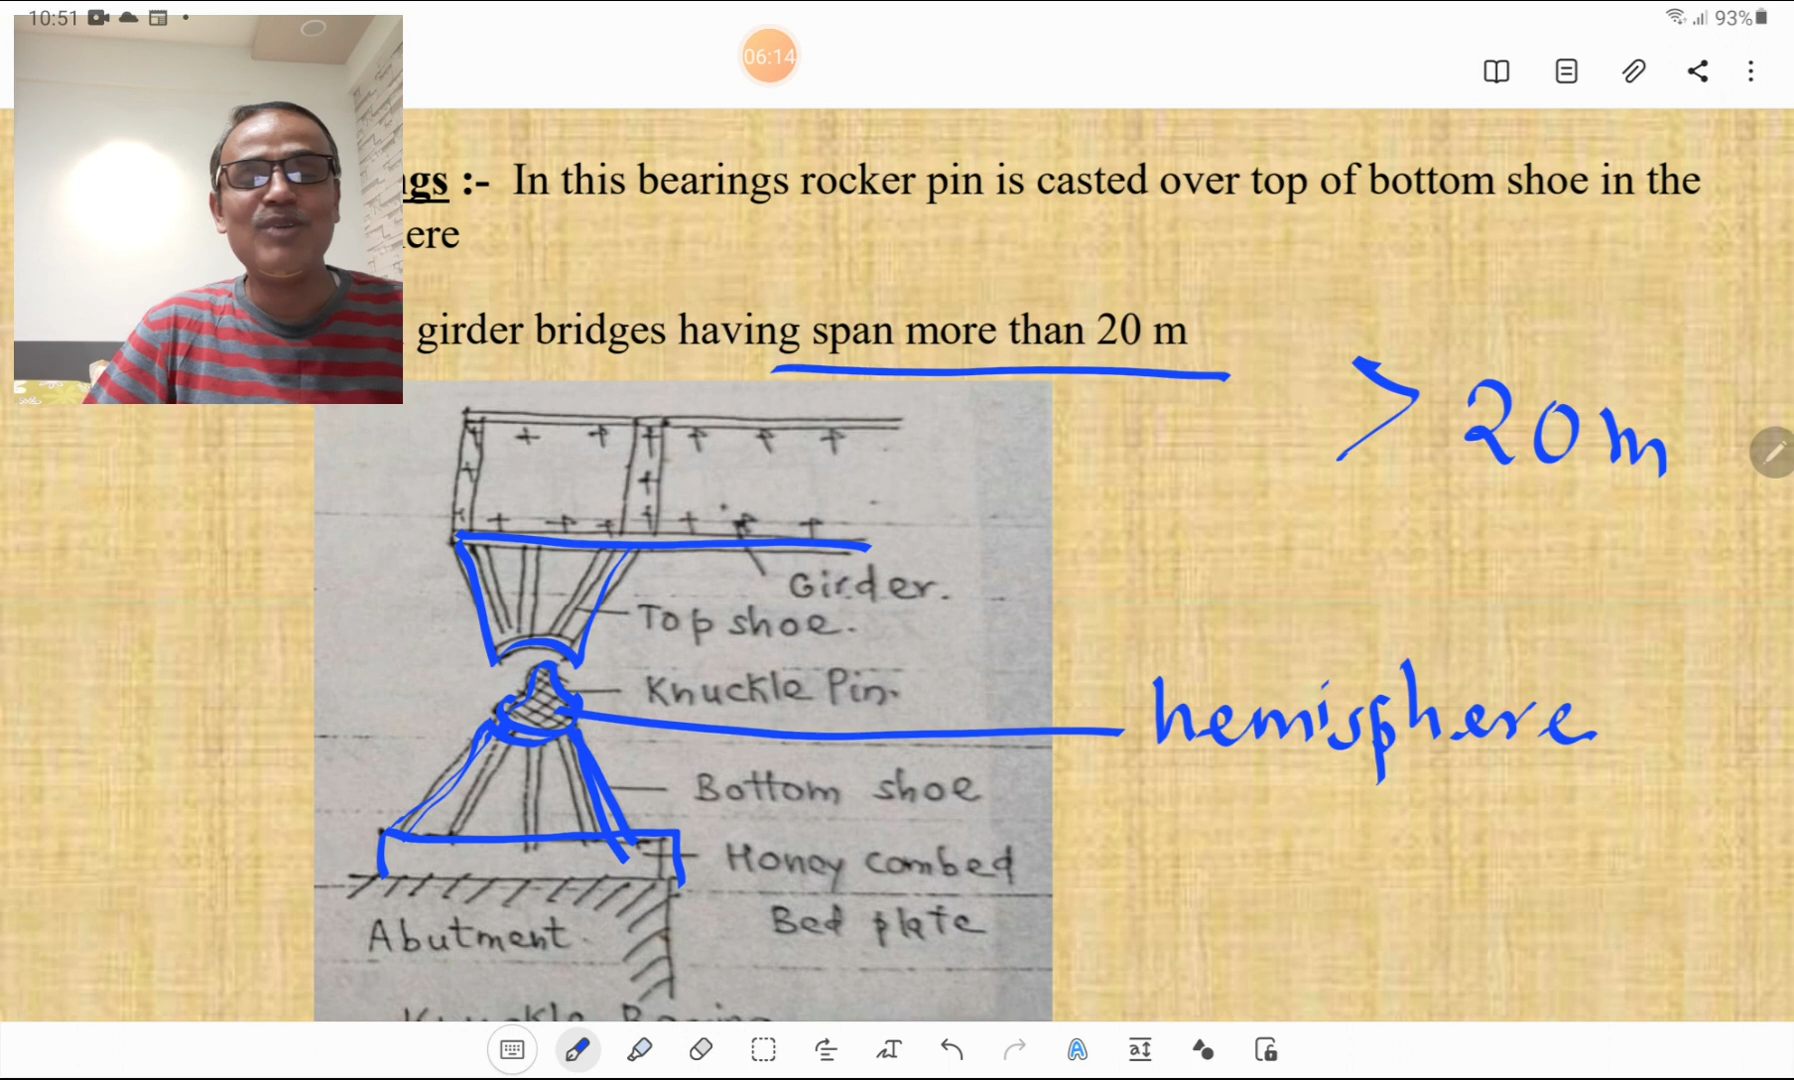 10:51
93%
06:14
gs :- In this bearings rocker pin is casted over top of bottom shoe in the
ere
girder bridges having span more than 20 m
> 20m
Girder.
Top shoe.
Knuckle Pin.
hemisphere
Bottom shoe
Honey combed
Bed plate
Abutment.